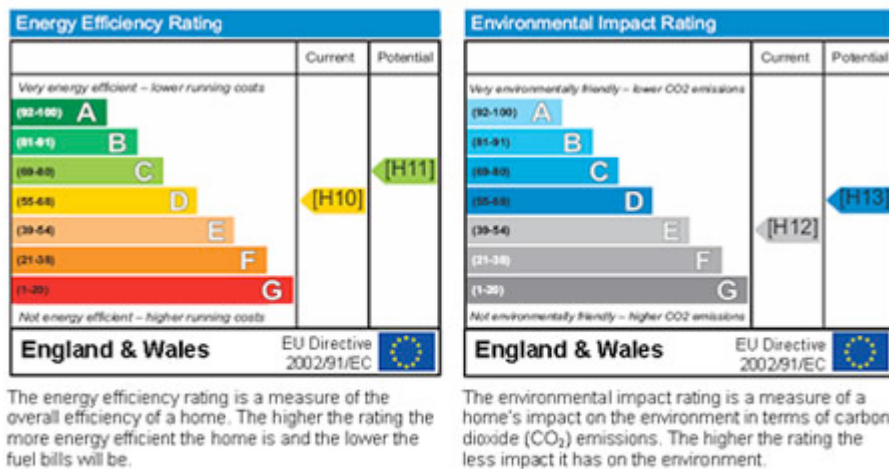 Energy Efficiency Rating
Current Potential
Very energy efficient – lower running costs
(92-100) A
(81-91) B
(69-80) C
[H11]
(55-68) D
[H10]
(39-54) E
(21-38) F
(1-20) G
Not energy efficient – higher running costs
England & Wales
EU Directive
2002/91/EC
The energy efficiency rating is a measure of the
overall efficiency of a home. The higher the rating the
more energy efficient the home is and the lower the
fuel bills will be.
Environmental Impact Rating
Current Potential
Very environmentally friendly – lower CO2 emissions
(92-100) A
(81-91) B
(69-80) C
(55-68) D
[H13]
(39-54) E
[H12]
(21-38) F
(1-20) G
Not environmentally friendly – higher CO2 emissions
England & Wales
EU Directive
2002/91/EC
The environmental impact rating is a measure of a
home's impact on the environment in terms of carbon
dioxide (CO₂) emissions. The higher the rating the
less impact it has on the environment.